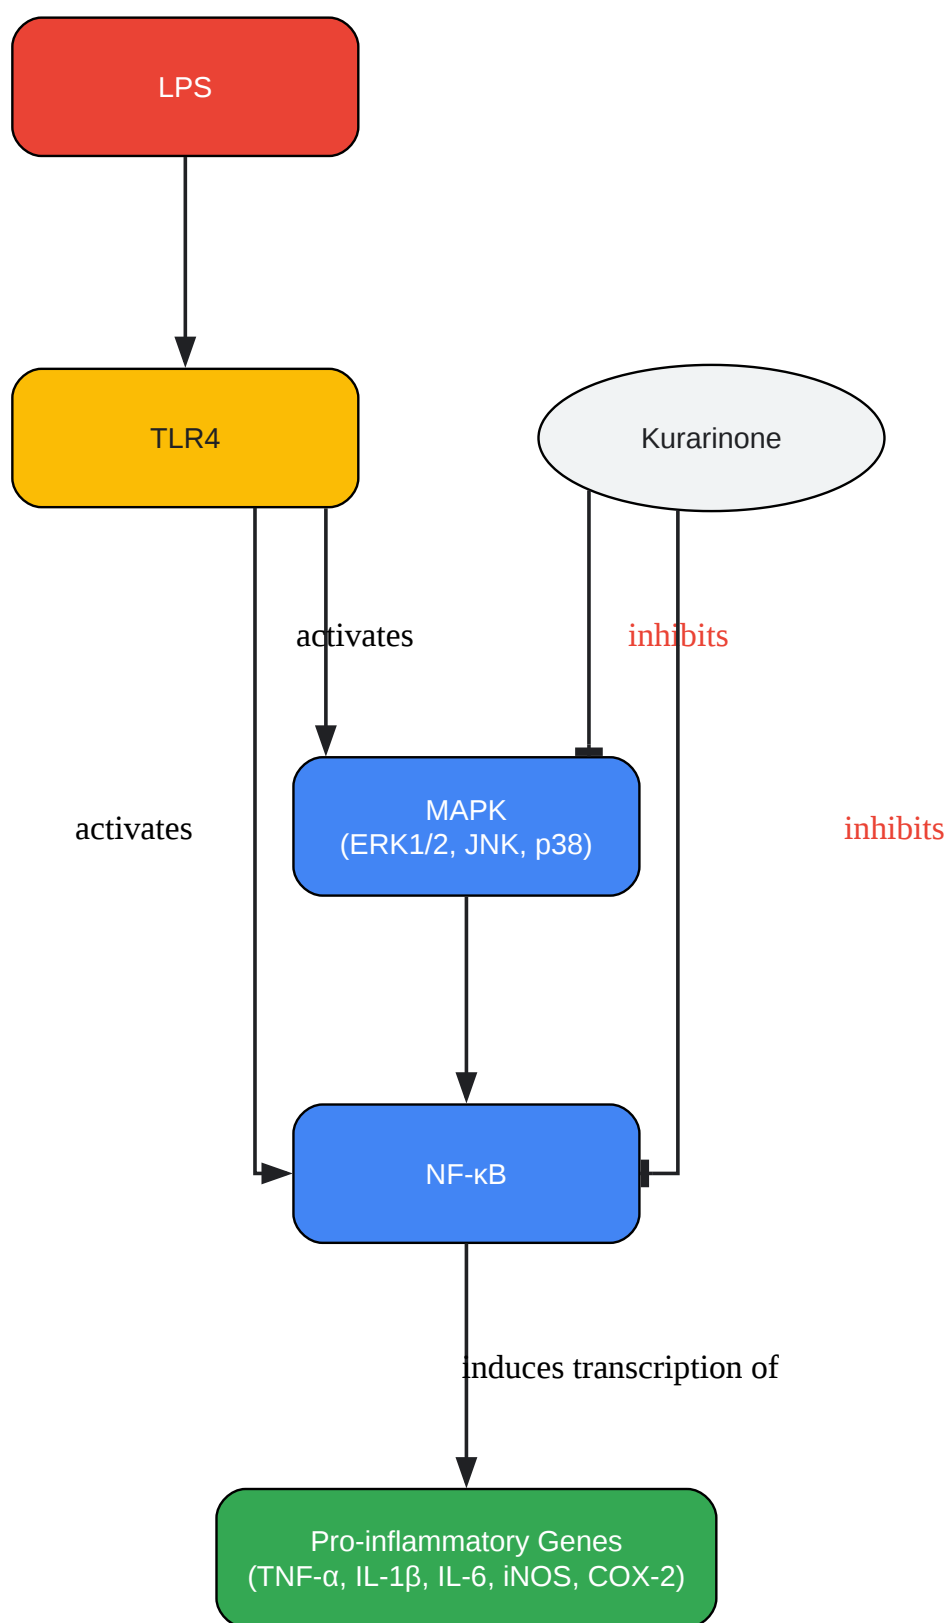 LPS
TLR4
Kurarinone
activates
inhibits
MAPK
(ERK1/2, JNK, p38)
activates
inhibits
NF-κB
induces transcription of
Pro-inflammatory Genes
(TNF-α, IL-1β, IL-6, iNOS, COX-2)